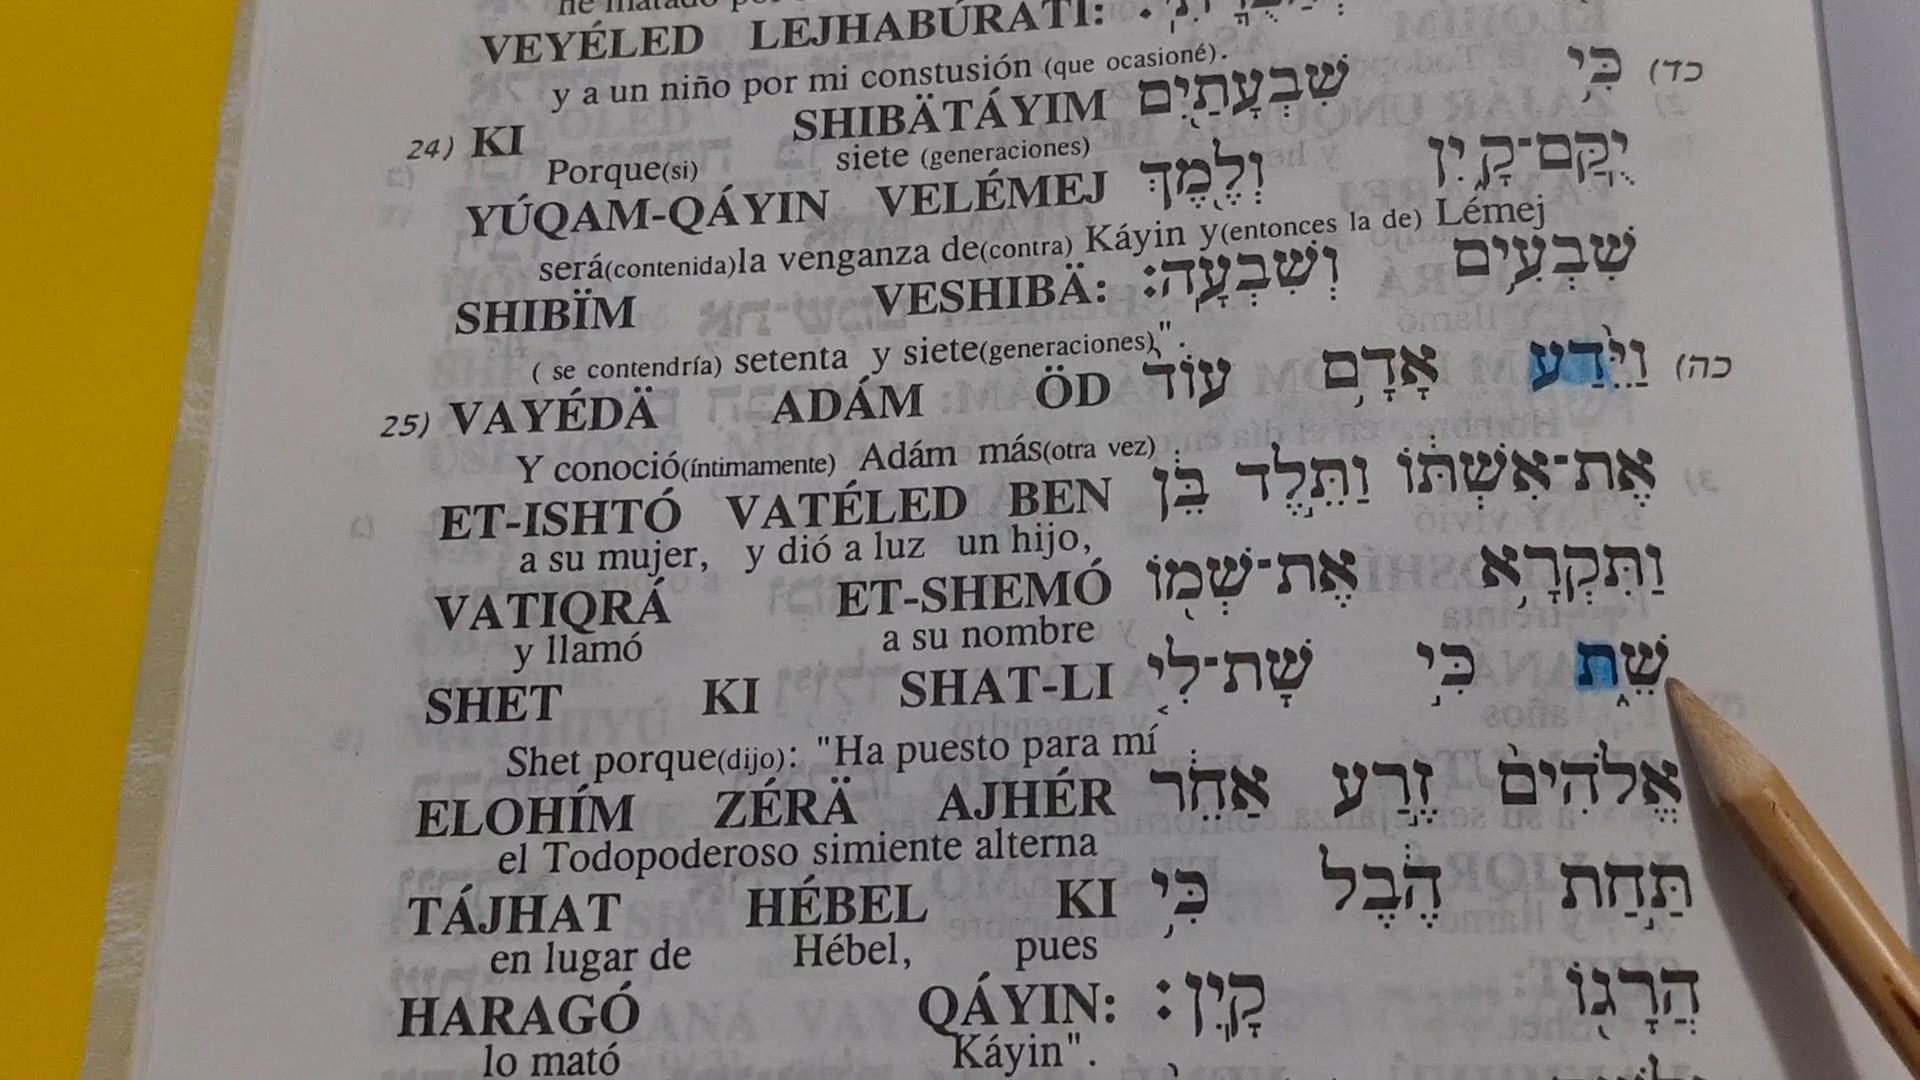 VEYÉLED LEJHABÚRATI:
y a un niño por mi constusión (que ocasioné).
24) KI SHIBÄTÁYIM שִׁבְעָתַיִם כִּי כד)
Porque(si) siete (generaciones)
YÚQAM-QÁYIN VELÉMEJ וְלֶמֶךְ יֻקַּם־קָיִן
será(contenida)la venganza de(contra) Káyin y(entonces la de) Lémej
SHIBÏM VESHIBÄ: שִׁבְעִים וְשִׁבְעָה׃
( se contendría) setenta y siete(generaciones)".
25) VAYÉDÄ ADÁM ÖD וַיֵּדַע אָדָם עוֹד כה)
Y conoció(íntimamente) Adám más(otra vez)
ET-ISHTÓ VATÉLED BEN אֶת־אִשְׁתּוֹ וַתֵּלֶד בֵּן
a su mujer, y dió a luz un hijo,
VATIQRÁ ET-SHEMÓ וַתִּקְרָא אֶת־שְׁמוֹ
y llamó a su nombre
SHET KI SHAT-LI שֵׁת כִּי שָׁת־לִי
Shet porque(dijo): "Ha puesto para mí
ELOHÍM ZÉRÄ AJHÉR אֱלֹהִים זֶרַע אַחֵר
el Todopoderoso simiente alterna
TÁJHAT HÉBEL KI תַּחַת הֶבֶל כִּי
en lugar de Hébel, pues
HARAGÓ QÁYIN: הֲרָגוֹ קָיִן׃
lo mató Káyin".